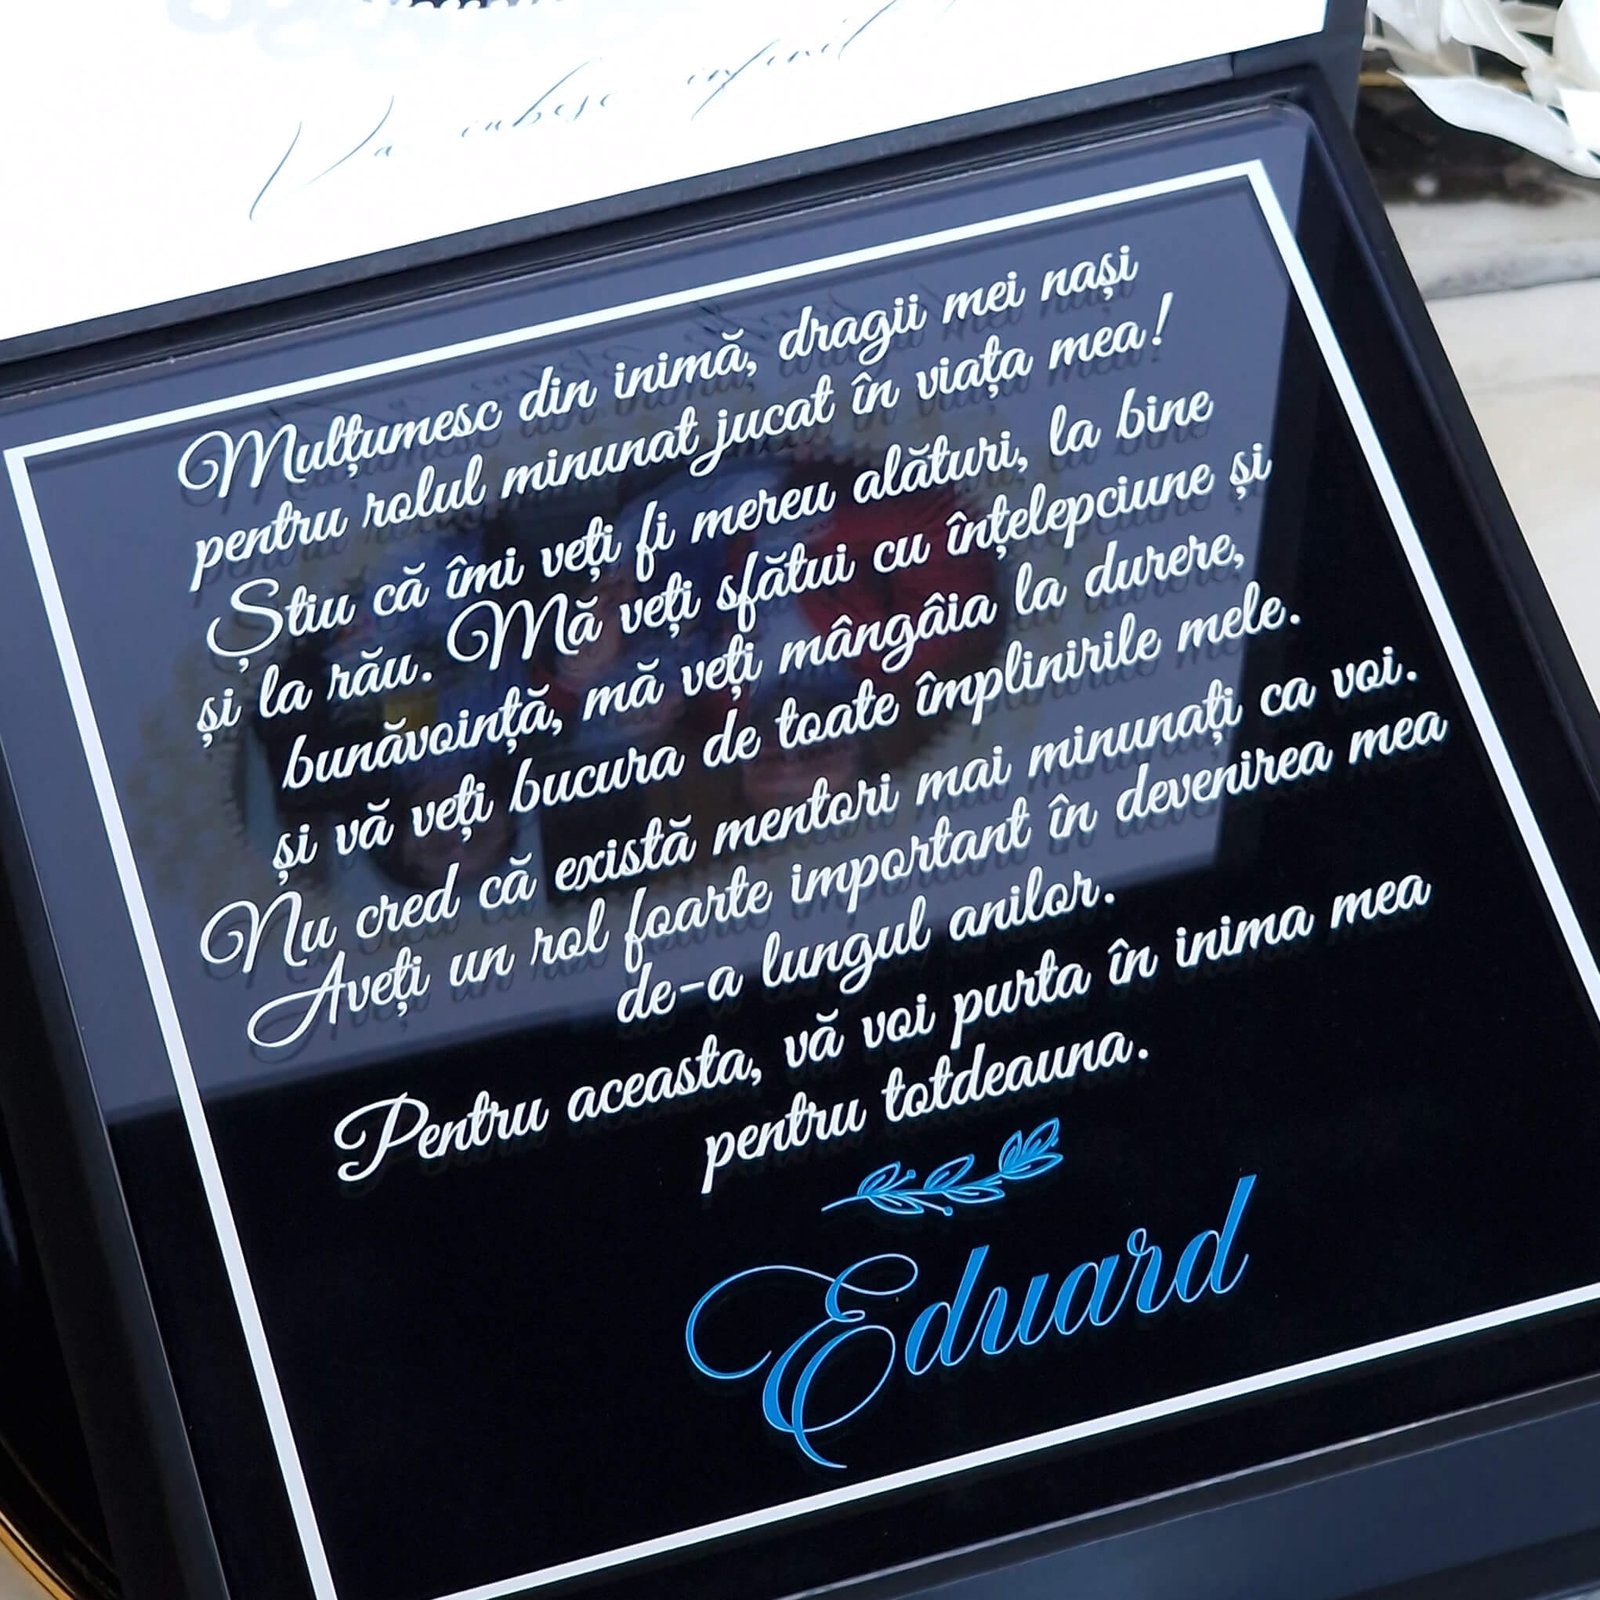 Va iubesc infinit
Mulțumesc din inimă, dragii mei nași
pentru rolul minunat jucat în viața mea!
Știu că îmi veți fi mereu alături, la bine
și la rău. Mă veți sfătui cu înțelepciune și
bunăvoință, mă veți mângâia la durere,
și vă veți bucura de toate împlinirile mele.
Nu cred că există mentori mai minunați ca voi.
Aveți un rol foarte important în devenirea mea
de-a lungul anilor.
Pentru aceasta, vă voi purta în inima mea
pentru totdeauna.
Eduard